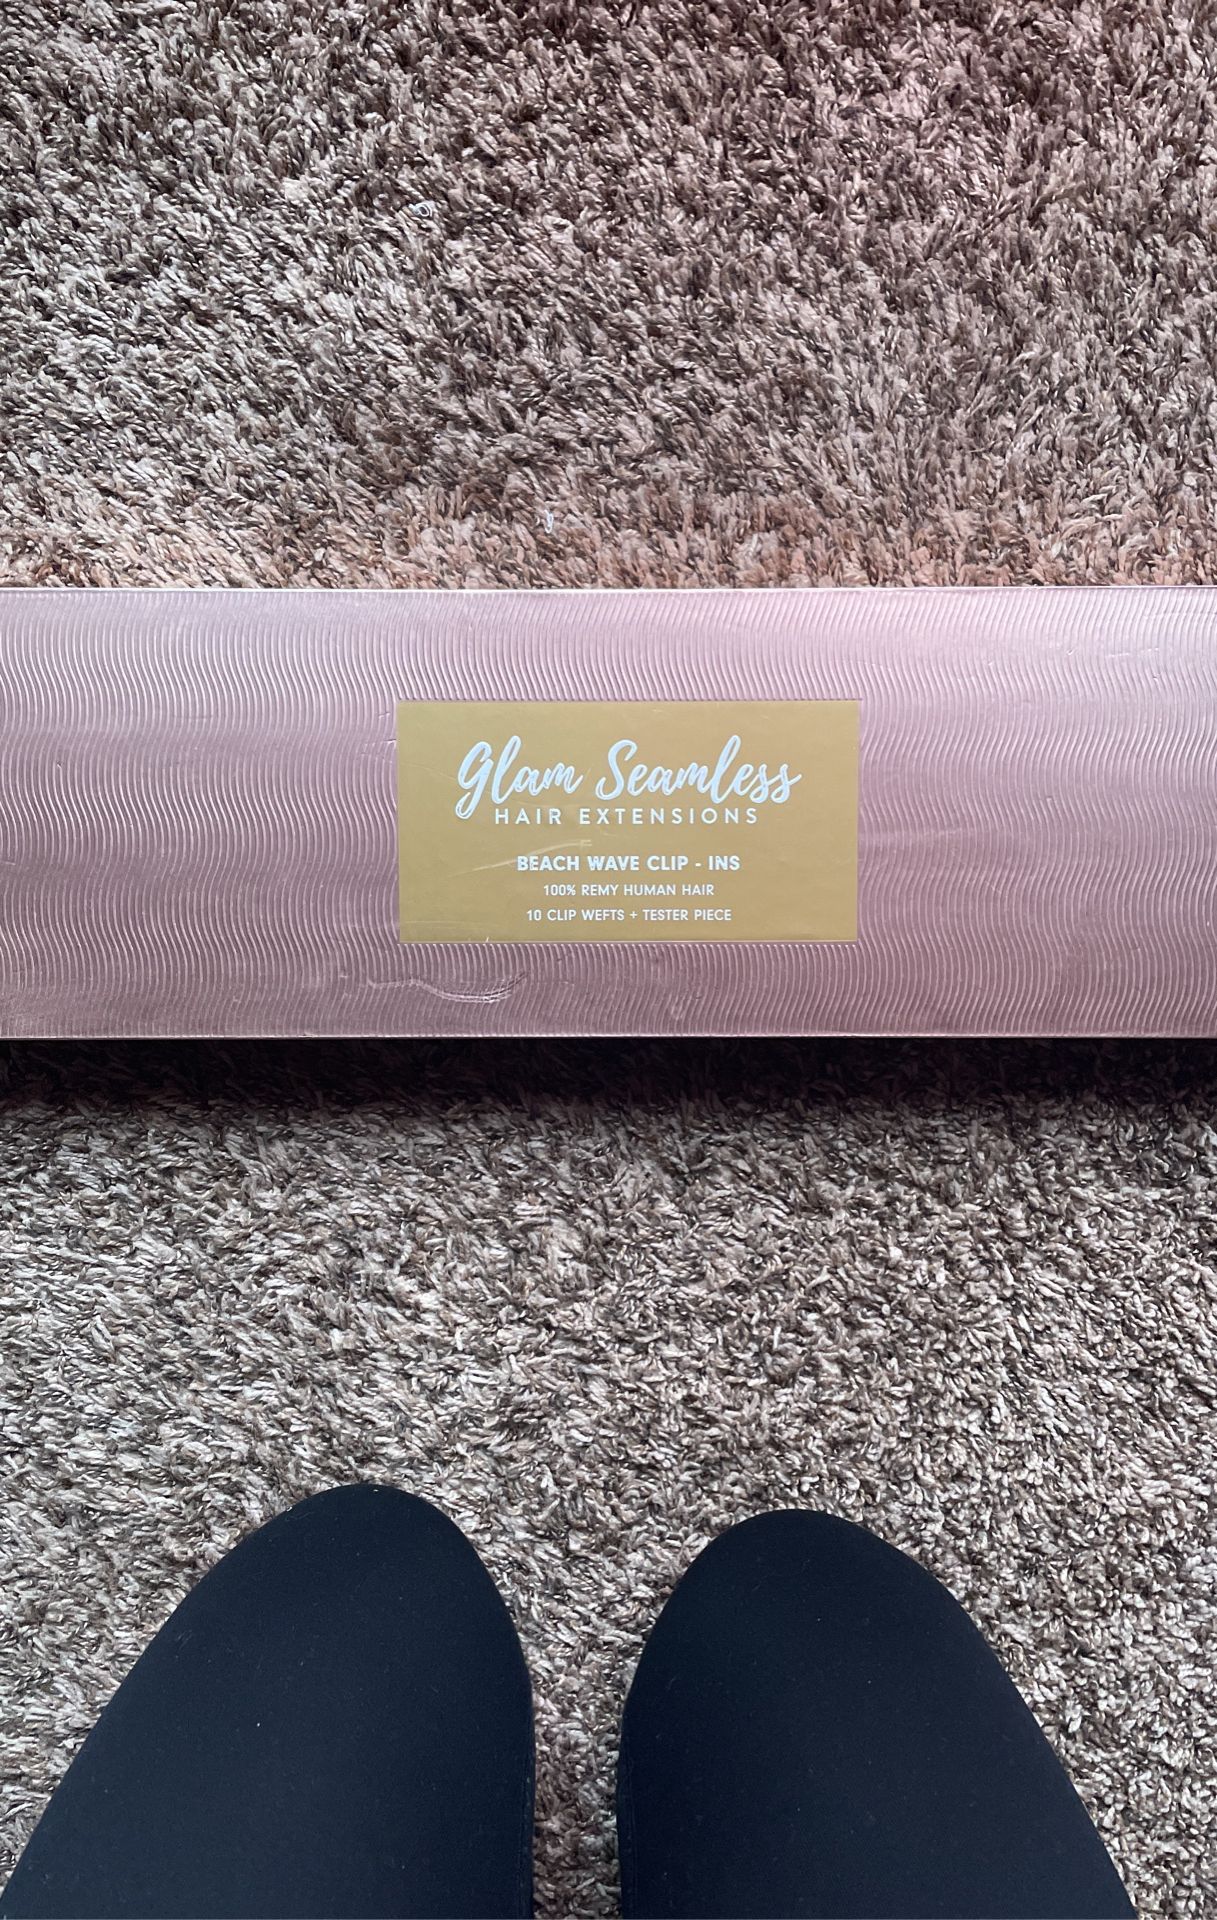 Glam Seamless
HAIR EXTENSIONS
BEACH WAVE CLIP - INS
100% REMY HUMAN HAIR
10 CLIP WEFTS + TESTER PIECE